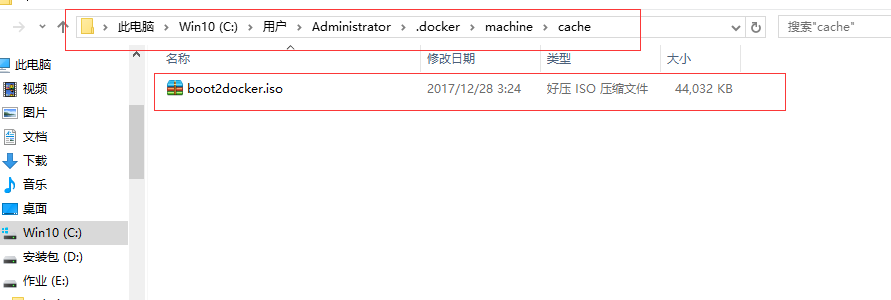 此电脑 › Win10 (C:) › 用户 › Administrator › .docker › machine › cache
搜索"cache"
名称 修改日期 类型 大小
boot2docker.iso 2017/12/28 3:24 好压 ISO 压缩文件 44,032 KB
此电脑
视频
图片
文档
下载
音乐
桌面
Win10 (C:)
安装包 (D:)
作业 (E:)